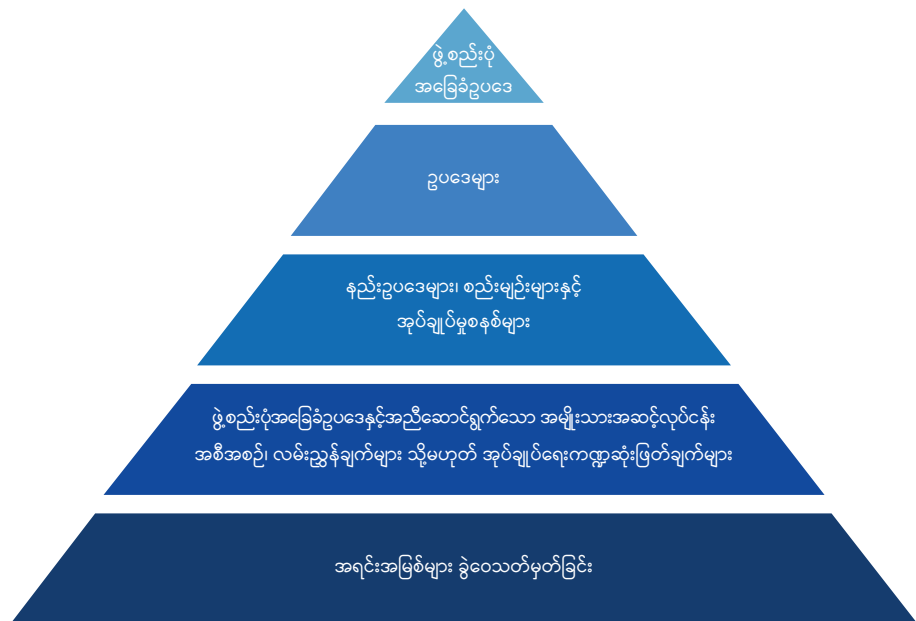 ဖွဲ့စည်းပုံ
အခြေခံဥပဒေ
ဥပဒေများ
နည်းဥပဒေများ၊ စည်းမျဉ်းများနှင့်
အုပ်ချုပ်မှုစနစ်များ
ဖွဲ့စည်းပုံအခြေခံဥပဒေနှင့်အညီဆောင်ရွက်သော အမျိုးသားအဆင့်လုပ်ငန်း
အစီအစဉ်၊ လမ်းညွှန်ချက်များ သို့မဟုတ် အုပ်ချုပ်ရေးကဏ္ဍဆုံးဖြတ်ချက်များ
အရင်းအမြစ်များ ခွဲဝေသတ်မှတ်ခြင်း